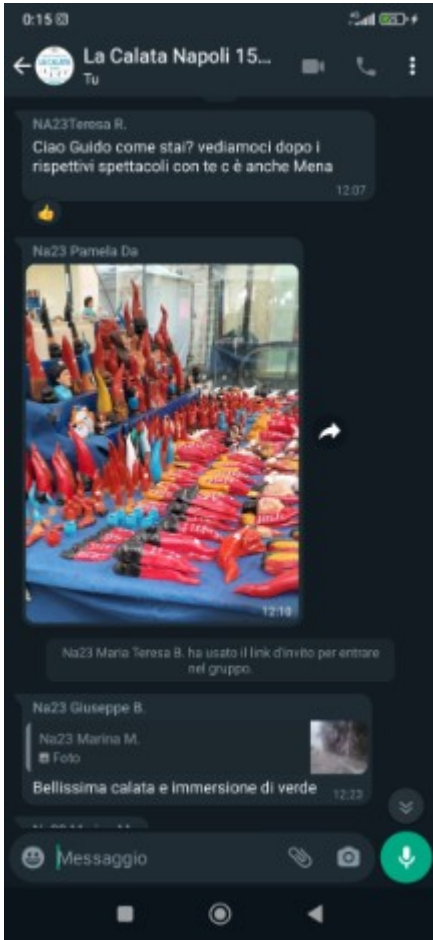 0:15
La Calata Napoli 15...
Tu
NA23Teresa R.
Ciao Guido come stai? vediamoci dopo i
rispettivi spettacoli con te c è anche Mena
12:07
Na23 Pamela Da
12:10
Na23 Maria Teresa B. ha usato il link d'invito per entrare
nel gruppo.
Na23 Giuseppe B.
Na23 Marina M.
Foto
Bellissima calata e immersione di verde
12:23
Messaggio